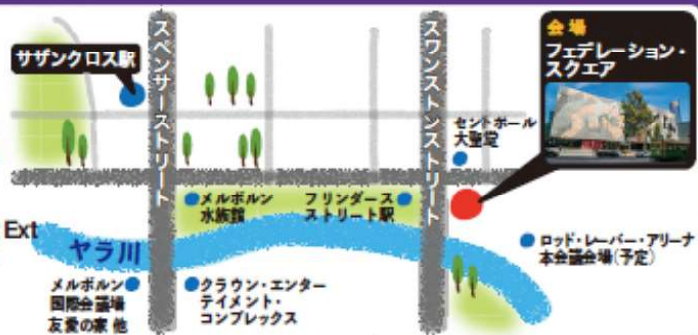 会場
フェデレーション・
スクエア
サザンクロス駅
スペンサーストリート
スワンストンストリート
セントポール
大聖堂
メルボルン
水族館
フリンダース
ストリート駅
Ext
ヤラ川
ロッド・レーバー・アリーナ
本会議会場(予定)
メルボルン
国際会議場
友愛の家 他
クラウン・エンター
テイメント・
コンプレックス